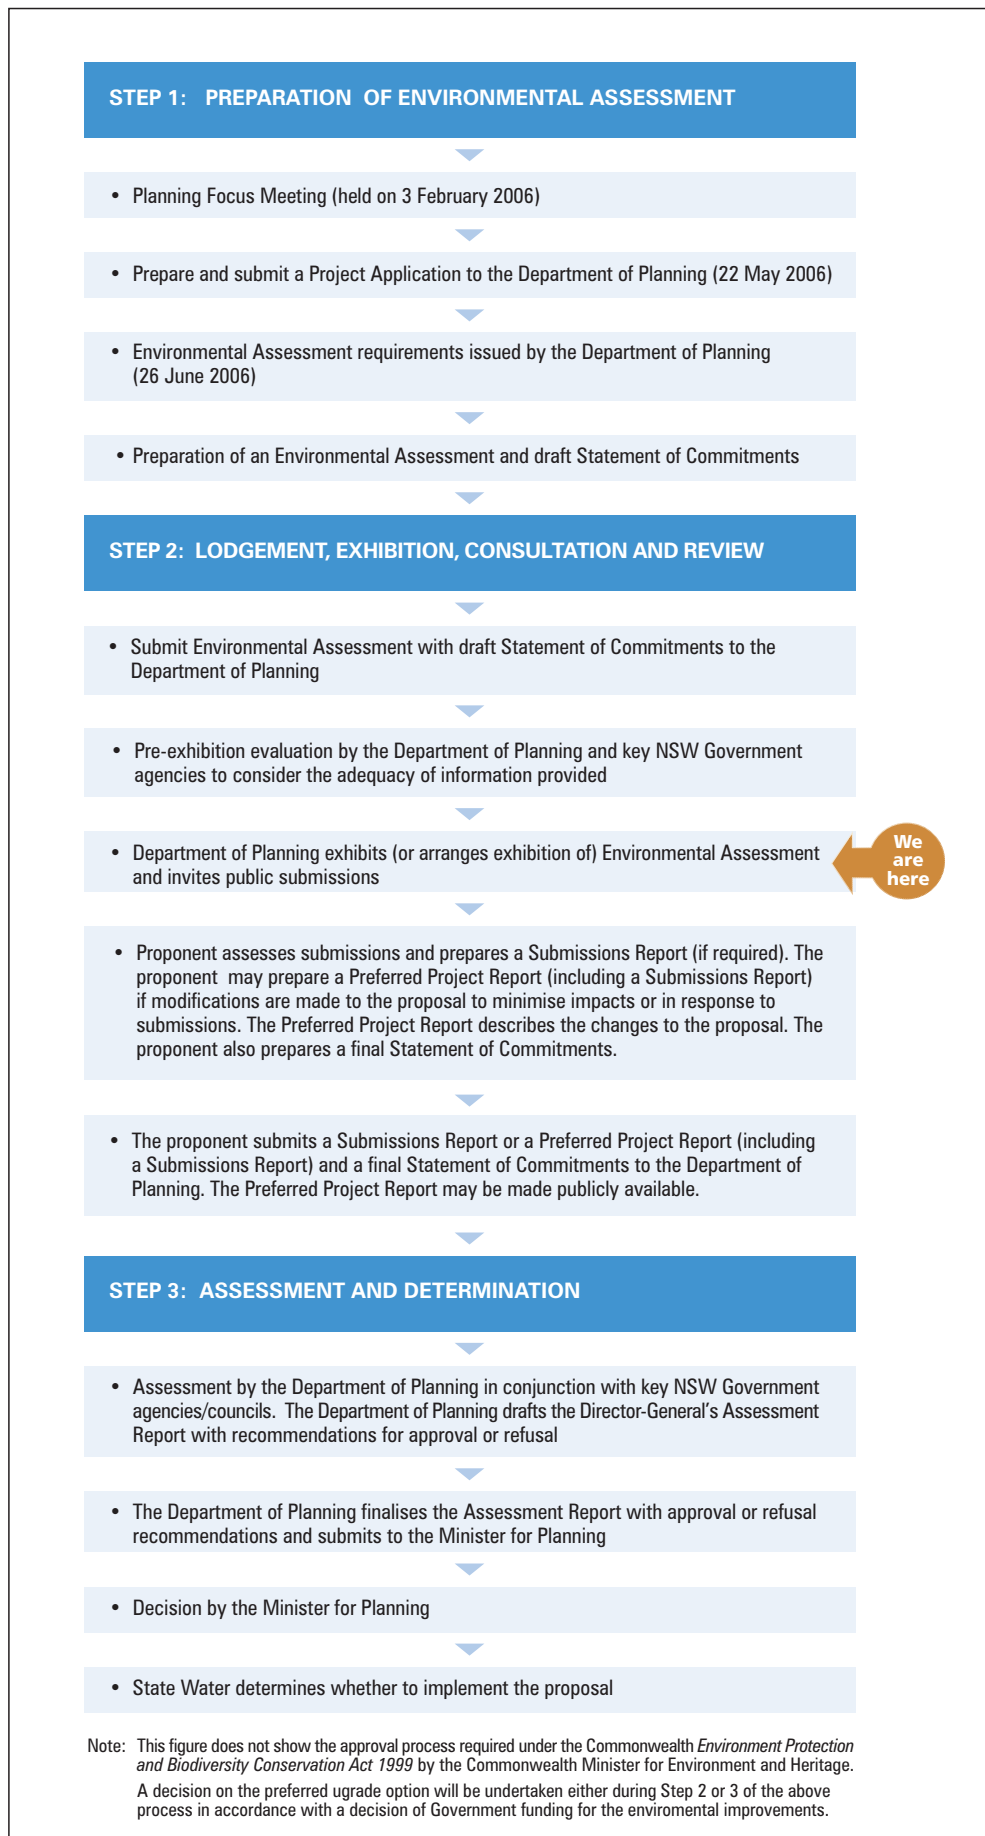 STEP 1: PREPARATION OF ENVIRONMENTAL ASSESSMENT
• Planning Focus Meeting (held on 3 February 2006)
• Prepare and submit a Project Application to the Department of Planning (22 May 2006)
• Environmental Assessment requirements issued by the Department of Planning
(26 June 2006)
• Preparation of an Environmental Assessment and draft Statement of Commitments
STEP 2: LODGEMENT, EXHIBITION, CONSULTATION AND REVIEW
• Submit Environmental Assessment with draft Statement of Commitments to the
Department of Planning
• Pre-exhibition evaluation by the Department of Planning and key NSW Government
agencies to consider the adequacy of information provided
• Department of Planning exhibits (or arranges exhibition of) Environmental Assessment
and invites public submissions
We
are
here
• Proponent assesses submissions and prepares a Submissions Report (if required). The
proponent may prepare a Preferred Project Report (including a Submissions Report)
if modifications are made to the proposal to minimise impacts or in response to
submissions. The Preferred Project Report describes the changes to the proposal. The
proponent also prepares a final Statement of Commitments.
• The proponent submits a Submissions Report or a Preferred Project Report (including
a Submissions Report) and a final Statement of Commitments to the Department of
Planning. The Preferred Project Report may be made publicly available.
STEP 3: ASSESSMENT AND DETERMINATION
• Assessment by the Department of Planning in conjunction with key NSW Government
agencies/councils. The Department of Planning drafts the Director-General's Assessment
Report with recommendations for approval or refusal
• The Department of Planning finalises the Assessment Report with approval or refusal
recommendations and submits to the Minister for Planning
• Decision by the Minister for Planning
• State Water determines whether to implement the proposal
Note: This figure does not show the approval process required under the Commonwealth Environment Protection
and Biodiversity Conservation Act 1999 by the Commonwealth Minister for Environment and Heritage.
A decision on the preferred ugrade option will be undertaken either during Step 2 or 3 of the above
process in accordance with a decision of Government funding for the enviromental improvements.